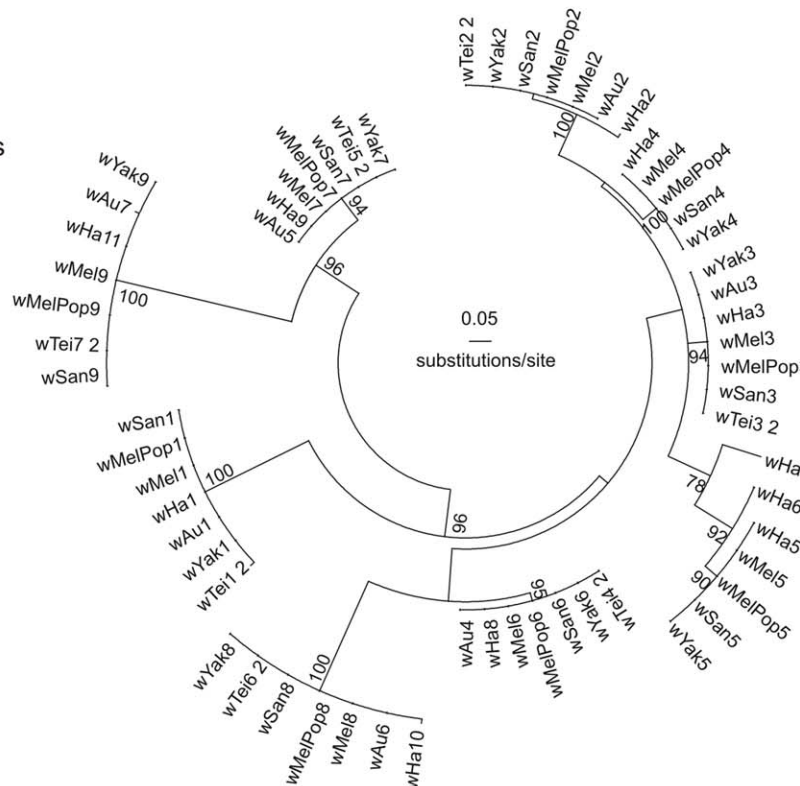 s
wTei2 2
wYak2
wSan2
wMelPop2
wMel2
wAu2
wHa2
100
wHa4
wMel4
wMelPop4
wSan4
wYak4
100
wYak3
wAu3
wHa3
wMel3
wMelPop
wSan3
wTei3 2
94
wHa
78
wHa6
92
wHa5
wMel5
wMelPop5
wSan5
wYak5
90
wTei4 2
wYak6
wSan6
wMelPop6
wMel6
wHa8
wAu4
95
wHa10
wAu6
wMel8
wMelPop8
wSan8
wTei6 2
wYak8
100
96
wTei1 2
wYak1
wAu1
wHa1
wMel1
wMelPop1
wSan1
100
wSan9
wTei7 2
wMelPop9
wMel9
wHa11
wAu7
wYak9
100
wAu5
wHa9
wMel7
wMelPop7
wSan7
wTei5 2
wYak7
94
96
0.05
substitutions/site